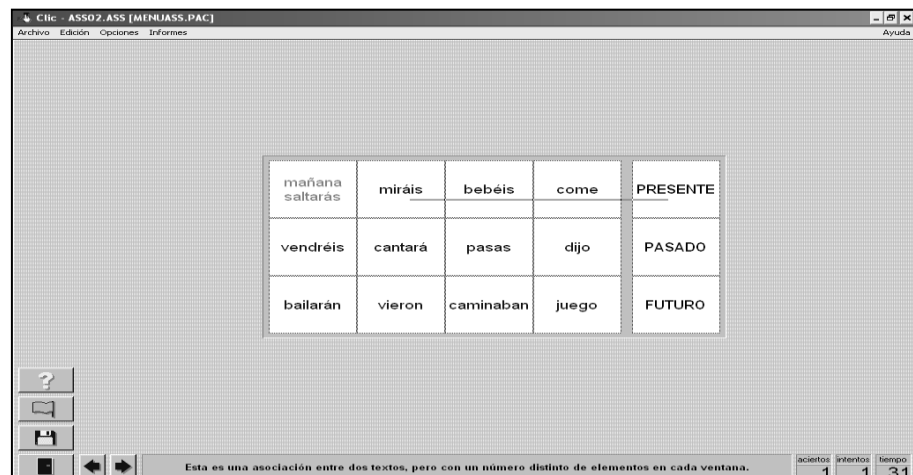 Clic - ASS02.ASS [MENUASS.PAC]
Archivo Edición Opciones Informes Ayuda
mañana
saltarás
miráis bebéis come PRESENTE
vendréis cantará pasas dijo PASADO
bailarán vieron caminaban juego FUTURO
?
Esta es una asociación entre dos textos, pero con un número distinto de elementos en cada ventana.
aciertos intentos tiempo
1 1 31